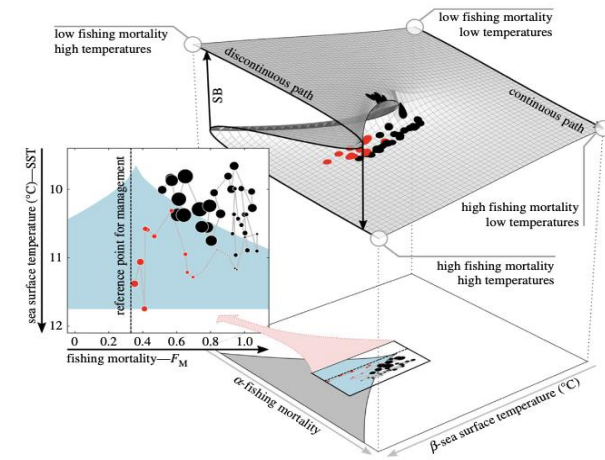 low fishing mortality
high temperatures
low fishing mortality
low temperatures
discontinuous path
continuous path
SB
high fishing mortality
low temperatures
high fishing mortality
high temperatures
sea surface temperature (°C)—SST
10
11
12
reference point for management
0
0.2
0.4
0.6
0.8
1.0
fishing mortality—FM
α-fishing mortality
β-sea surface temperature (°C)